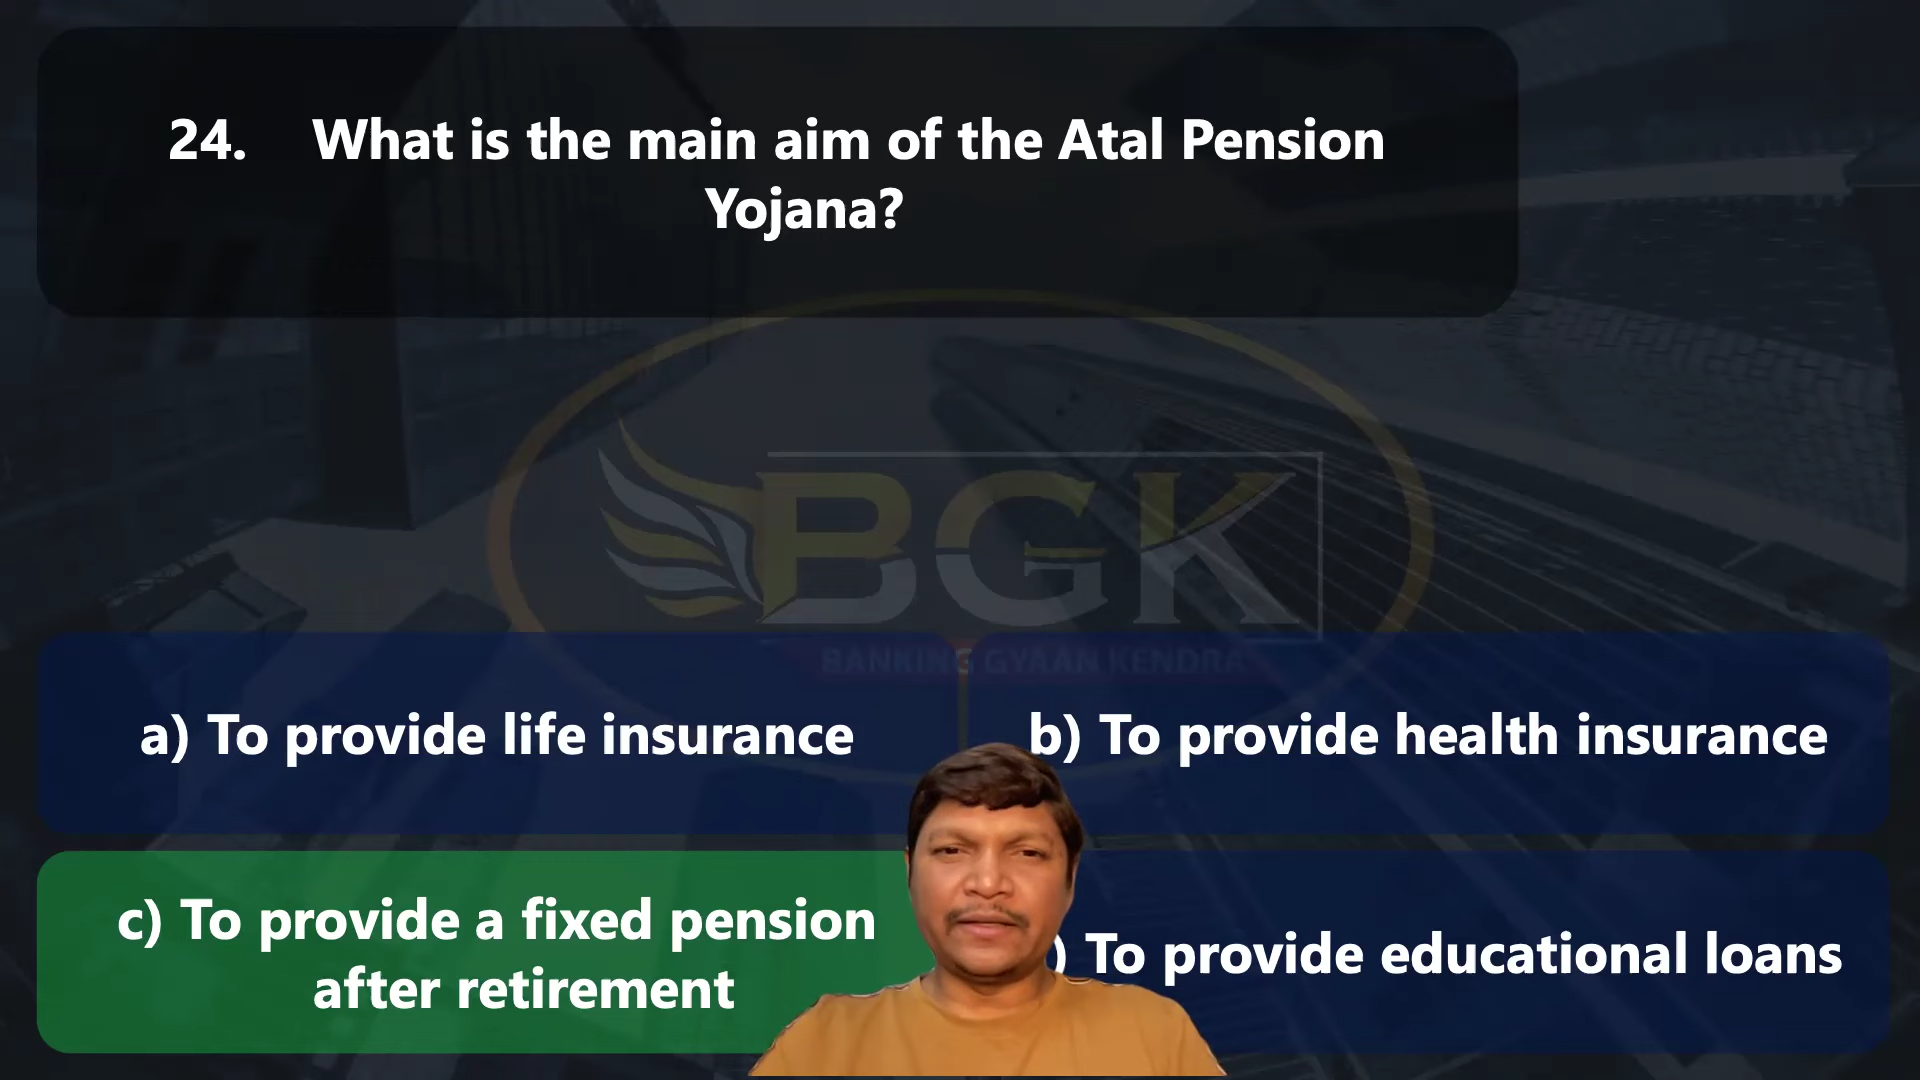 24. What is the main aim of the Atal Pension
Yojana?
BGK
BANKING GYAAN KENDRA
a) To provide life insurance
b) To provide health insurance
c) To provide a fixed pension
after retirement
) To provide educational loans